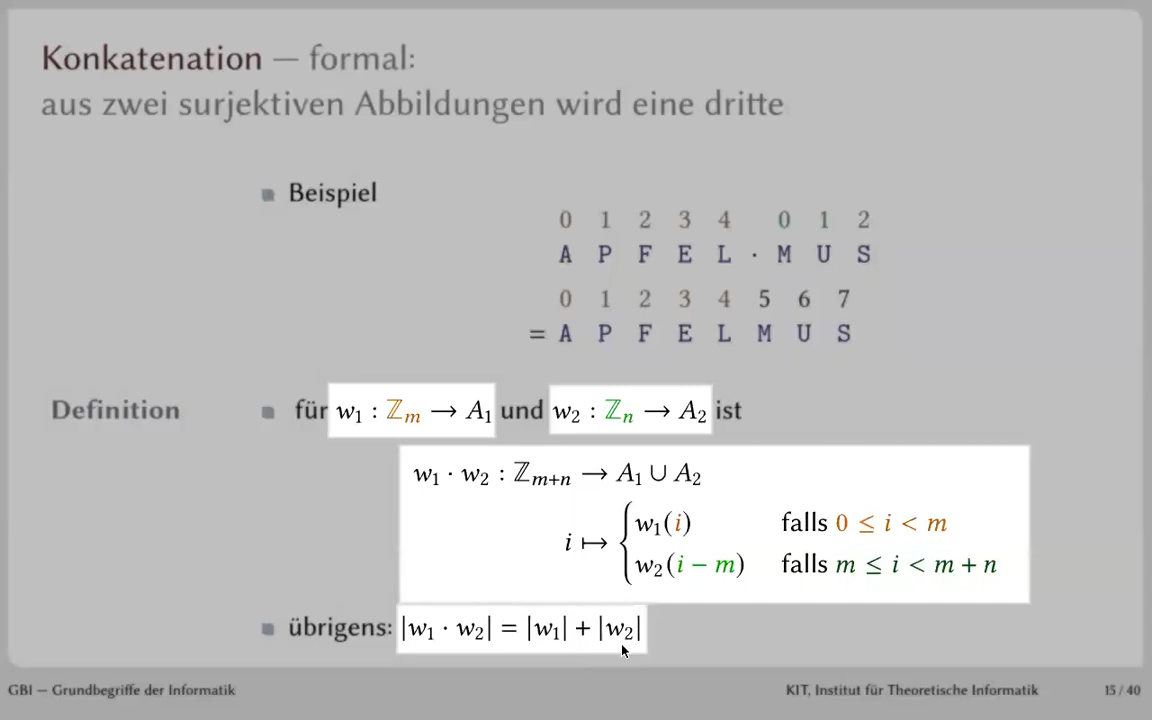 Konkatenation — formal:
aus zwei surjektiven Abbildungen wird eine dritte
■ Beispiel
0 1 2 3 4 0 1 2
A P F E L · M U S
0 1 2 3 4 5 6 7
= A P F E L M U S
Definition ■ für w₁ : ℤₘ → A₁ und w₂ : ℤₙ → A₂ ist
w₁ · w₂ : ℤₘ₊ₙ → A₁ ∪ A₂
i ↦ { w₁(i) falls 0 ≤ i < m
w₂(i − m) falls m ≤ i < m + n
■ übrigens: |w₁ · w₂| = |w₁| + |w₂|
GBI — Grundbegriffe der Informatik KIT, Institut für Theoretische Informatik 15 / 40